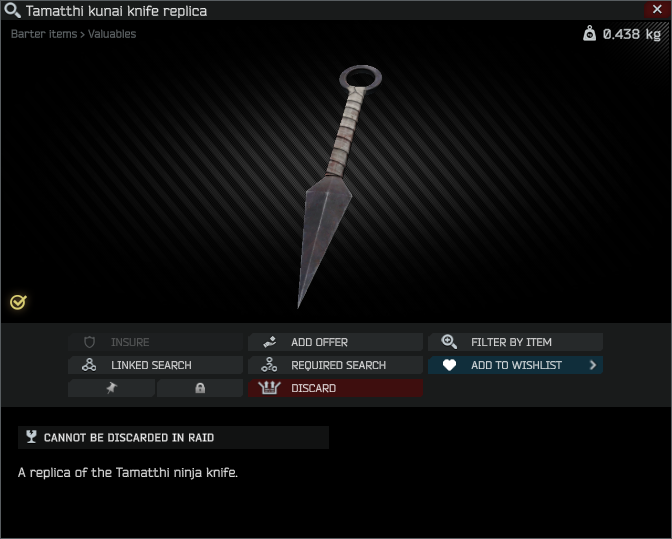 Tamatthi kunai knife replica
Barter items > Valuables
0.438 kg
INSURE
ADD OFFER
FILTER BY ITEM
LINKED SEARCH
REQUIRED SEARCH
ADD TO WISHLIST
DISCARD
CANNOT BE DISCARDED IN RAID
A replica of the Tamatthi ninja knife.